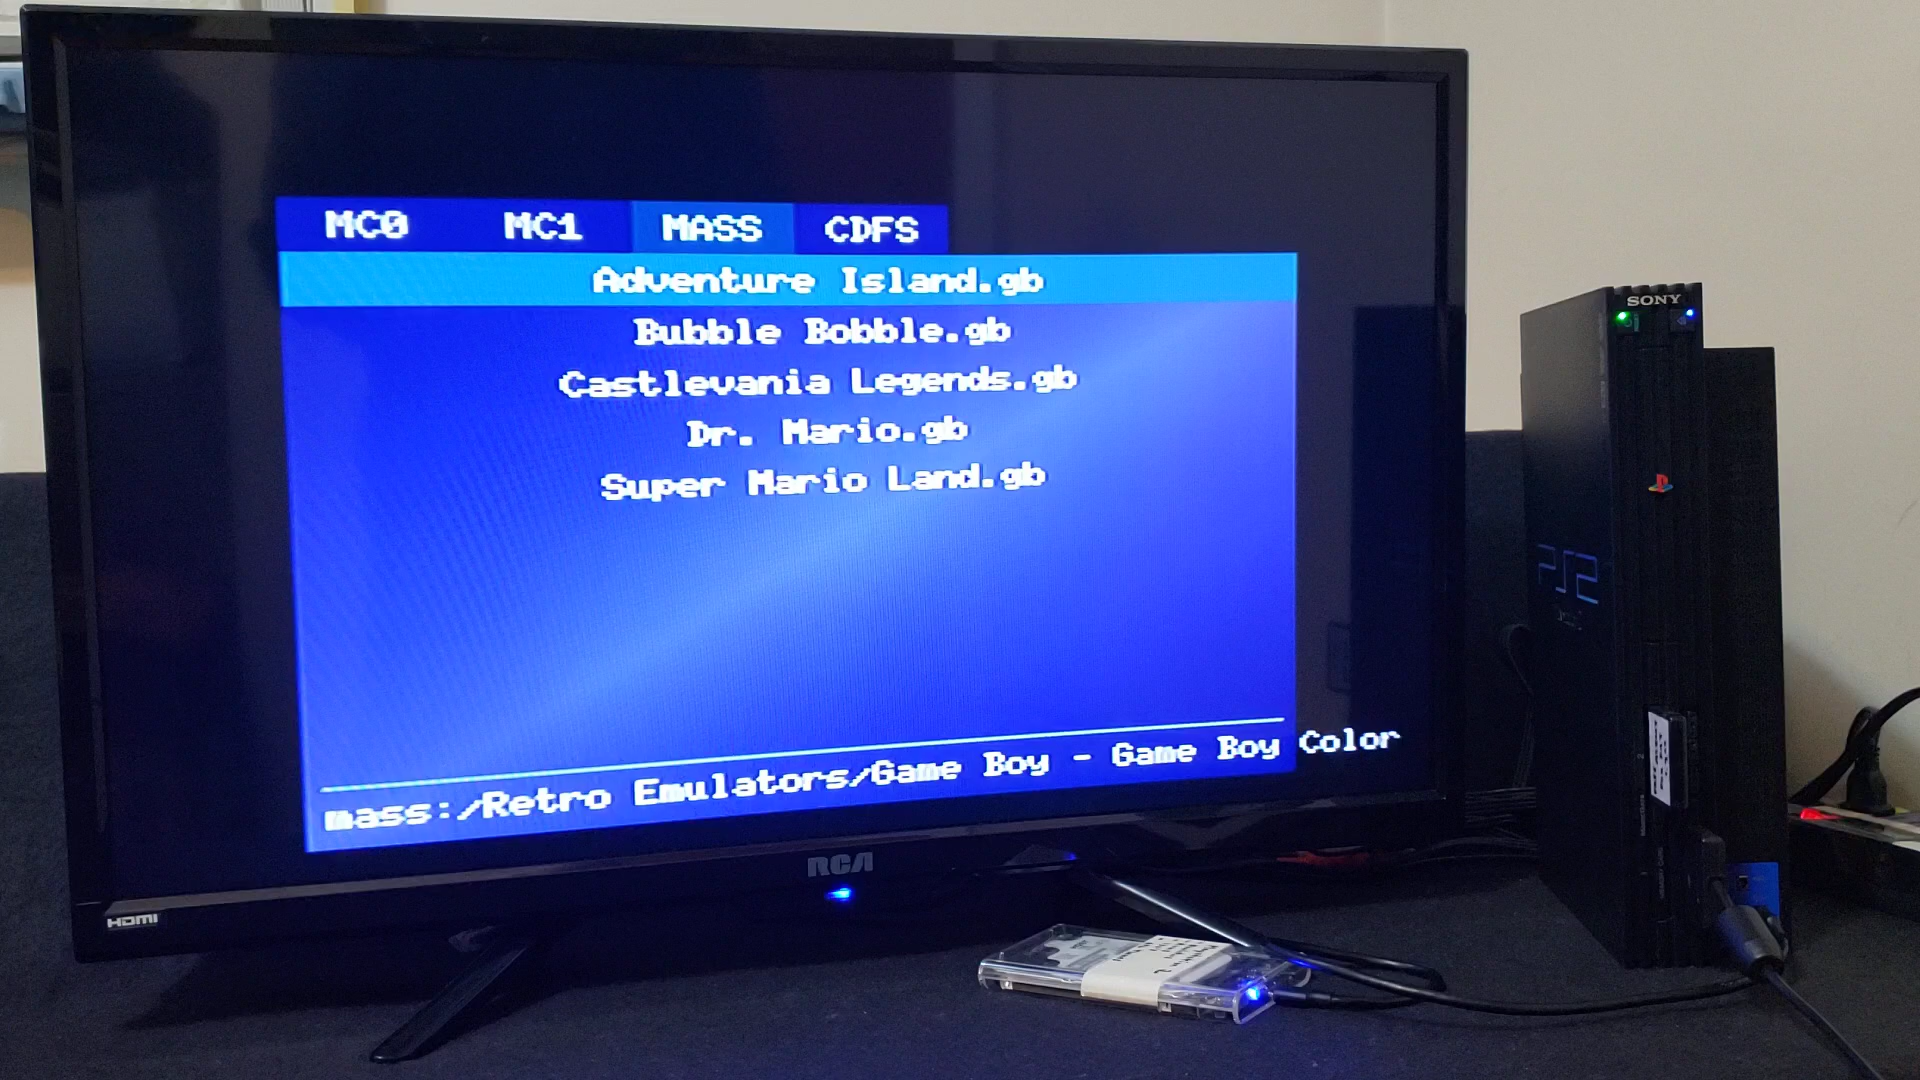 MC0 MC1 MASS CDFS
Adventure Island.gb
Bubble Bobble.gb
Castlevania Legends.gb
Dr. Mario.gb
Super Mario Land.gb
mass:/Retro Emulators/Game Boy - Game Boy Color
RCA
HDMI
SONY
PS2